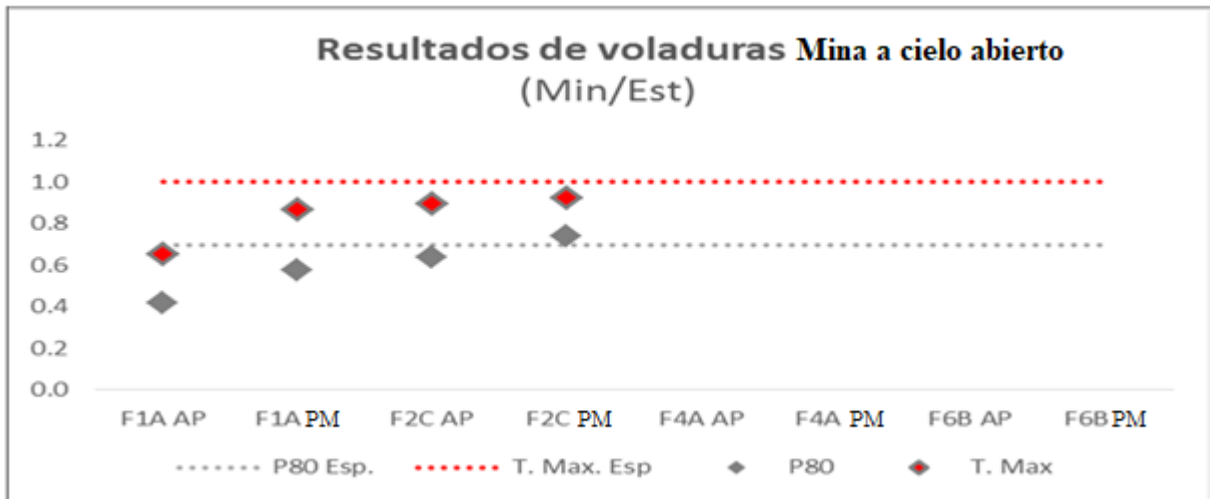 Resultados de voladuras Mina a cielo abierto
(Min/Est)
1.2
1.0
0.8
0.6
0.4
0.2
0.0
F1A AP F1A PM F2C AP F2C PM F4A AP F4A PM F6B AP F6B PM
P80 Esp. T. Max. Esp P80 T. Max